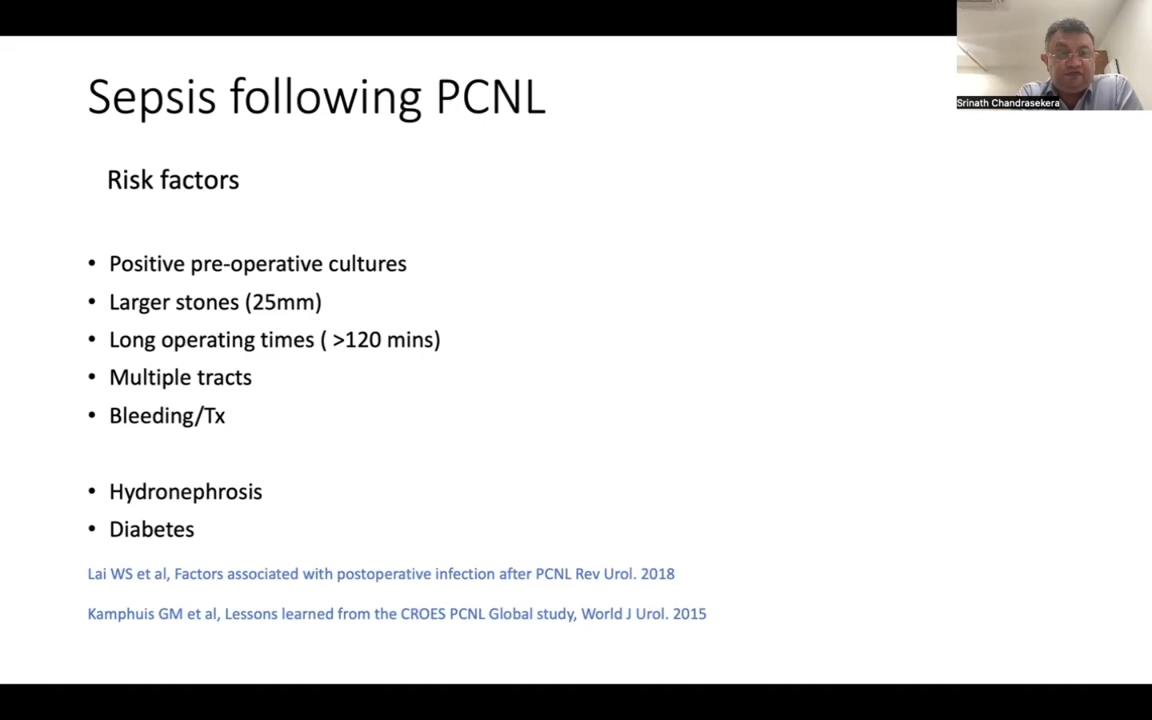 Sepsis following PCNL
Srinath Chandrasekera
Risk factors
• Positive pre-operative cultures
• Larger stones (25mm)
• Long operating times ( >120 mins)
• Multiple tracts
• Bleeding/Tx
• Hydronephrosis
• Diabetes
Lai WS et al, Factors associated with postoperative infection after PCNL Rev Urol. 2018
Kamphuis GM et al, Lessons learned from the CROES PCNL Global study, World J Urol. 2015